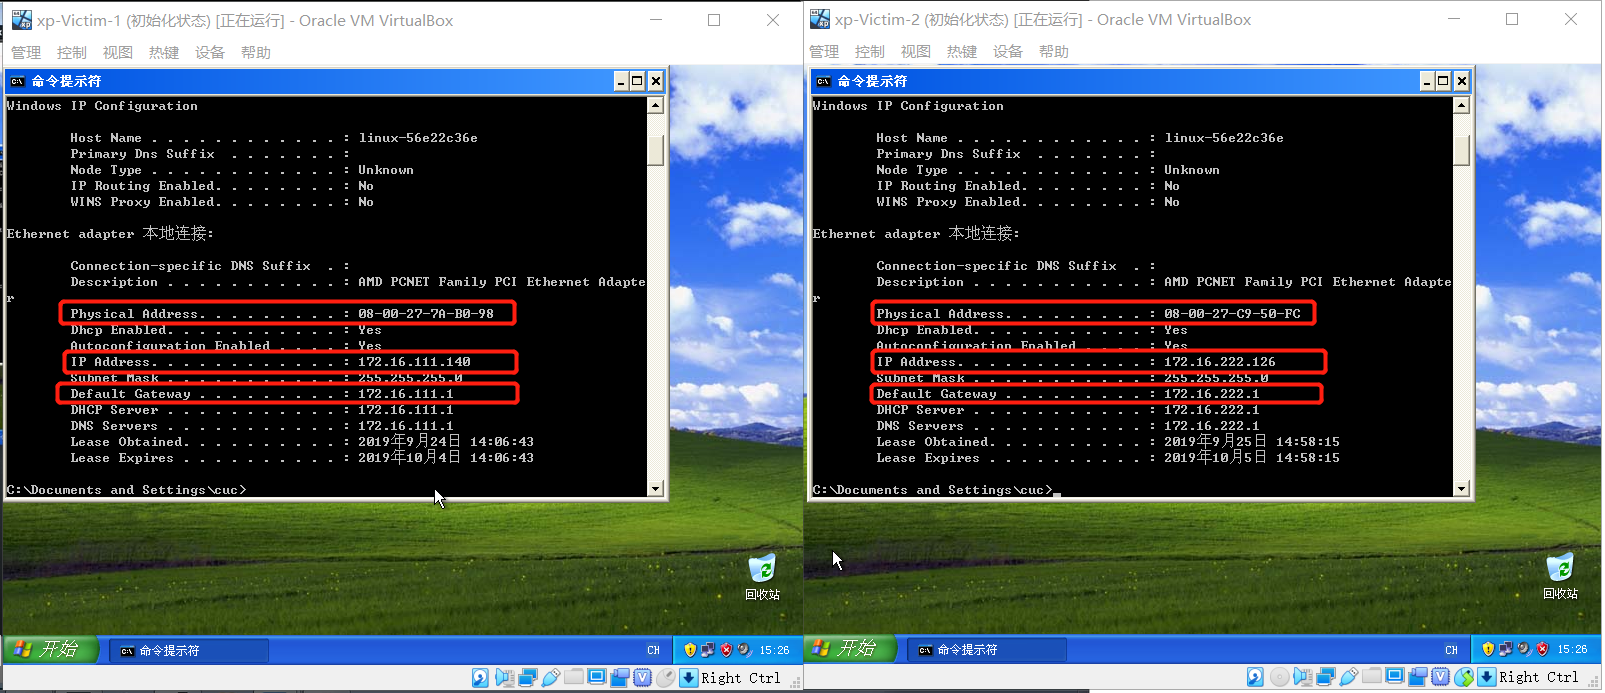 xp-Victim-1 (初始化状态) [正在运行] - Oracle VM VirtualBox
管理 控制 视图 热键 设备 帮助
命令提示符
Windows IP Configuration
Host Name . . . . . . . . . . . . : linux-56e22c36e
Primary Dns Suffix . . . . . . . :
Node Type . . . . . . . . . . . . : Unknown
IP Routing Enabled. . . . . . . . : No
WINS Proxy Enabled. . . . . . . . : No
Ethernet adapter 本地连接:
Connection-specific DNS Suffix . :
Description . . . . . . . . . . . : AMD PCNET Family PCI Ethernet Adapte
r
Physical Address. . . . . . . . . : 08-00-27-7A-B0-98
Dhcp Enabled. . . . . . . . . . . : Yes
Autoconfiguration Enabled . . . . : Yes
IP Address. . . . . . . . . . . . : 172.16.111.140
Subnet Mask . . . . . . . . . . . : 255.255.255.0
Default Gateway . . . . . . . . . : 172.16.111.1
DHCP Server . . . . . . . . . . . : 172.16.111.1
DNS Servers . . . . . . . . . . . : 172.16.111.1
Lease Obtained. . . . . . . . . . : 2019年9月24日 14:06:43
Lease Expires . . . . . . . . . . : 2019年10月4日 14:06:43
C:\Documents and Settings\cuc>
回收站
开始 命令提示符 CH 15:26
Right Ctrl
xp-Victim-2 (初始化状态) [正在运行] - Oracle VM VirtualBox
管理 控制 视图 热键 设备 帮助
命令提示符
Windows IP Configuration
Host Name . . . . . . . . . . . . : linux-56e22c36e
Primary Dns Suffix . . . . . . . :
Node Type . . . . . . . . . . . . : Unknown
IP Routing Enabled. . . . . . . . : No
WINS Proxy Enabled. . . . . . . . : No
Ethernet adapter 本地连接:
Connection-specific DNS Suffix . :
Description . . . . . . . . . . . : AMD PCNET Family PCI Ethernet Adapte
r
Physical Address. . . . . . . . . : 08-00-27-C9-50-FC
Dhcp Enabled. . . . . . . . . . . : Yes
Autoconfiguration Enabled . . . . : Yes
IP Address. . . . . . . . . . . . : 172.16.222.126
Subnet Mask . . . . . . . . . . . : 255.255.255.0
Default Gateway . . . . . . . . . : 172.16.222.1
DHCP Server . . . . . . . . . . . : 172.16.222.1
DNS Servers . . . . . . . . . . . : 172.16.222.1
Lease Obtained. . . . . . . . . . : 2019年9月25日 14:58:15
Lease Expires . . . . . . . . . . : 2019年10月5日 14:58:15
C:\Documents and Settings\cuc>
回收站
开始 命令提示符 CH 15:26
Right Ctrl